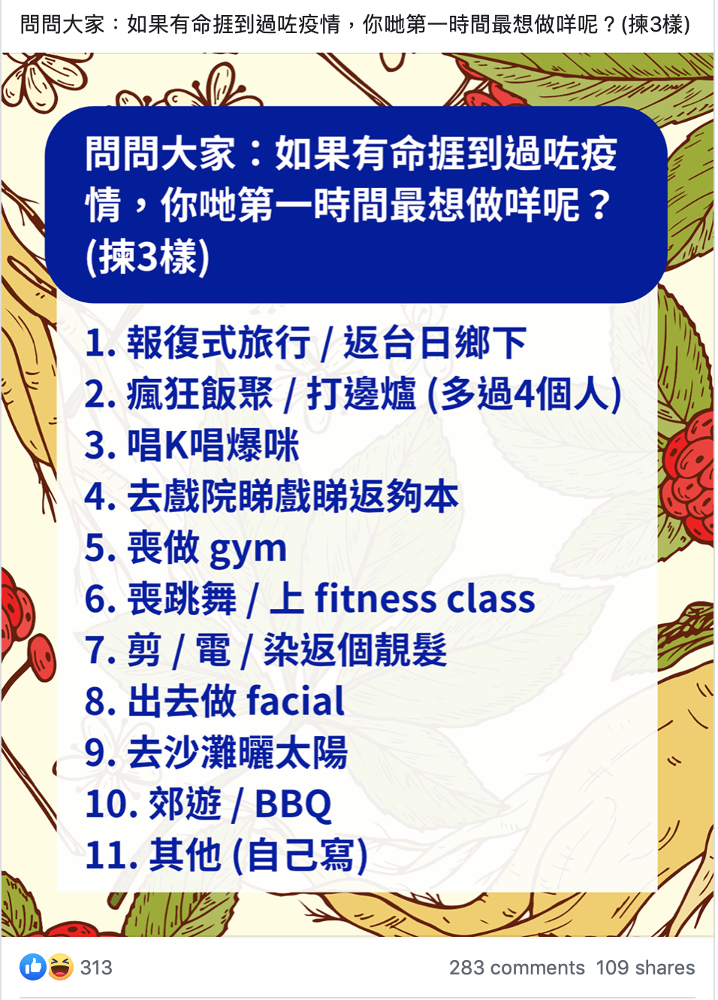 問問大家：如果有命捱到過咗疫情，你哋第一時間最想做咩呢？(揀3樣)
問問大家：如果有命捱到過咗疫
情，你哋第一時間最想做咩呢？
(揀3樣)
1. 報復式旅行 / 返台日鄉下
2. 瘋狂飯聚 / 打邊爐 (多過4個人)
3. 唱K唱爆咪
4. 去戲院睇戲睇返夠本
5. 喪做 gym
6. 喪跳舞 / 上 fitness class
7. 剪 / 電 / 染返個靚髮
8. 出去做 facial
9. 去沙灘曬太陽
10. 郊遊 / BBQ
11. 其他 (自己寫)
313
283 comments 109 shares